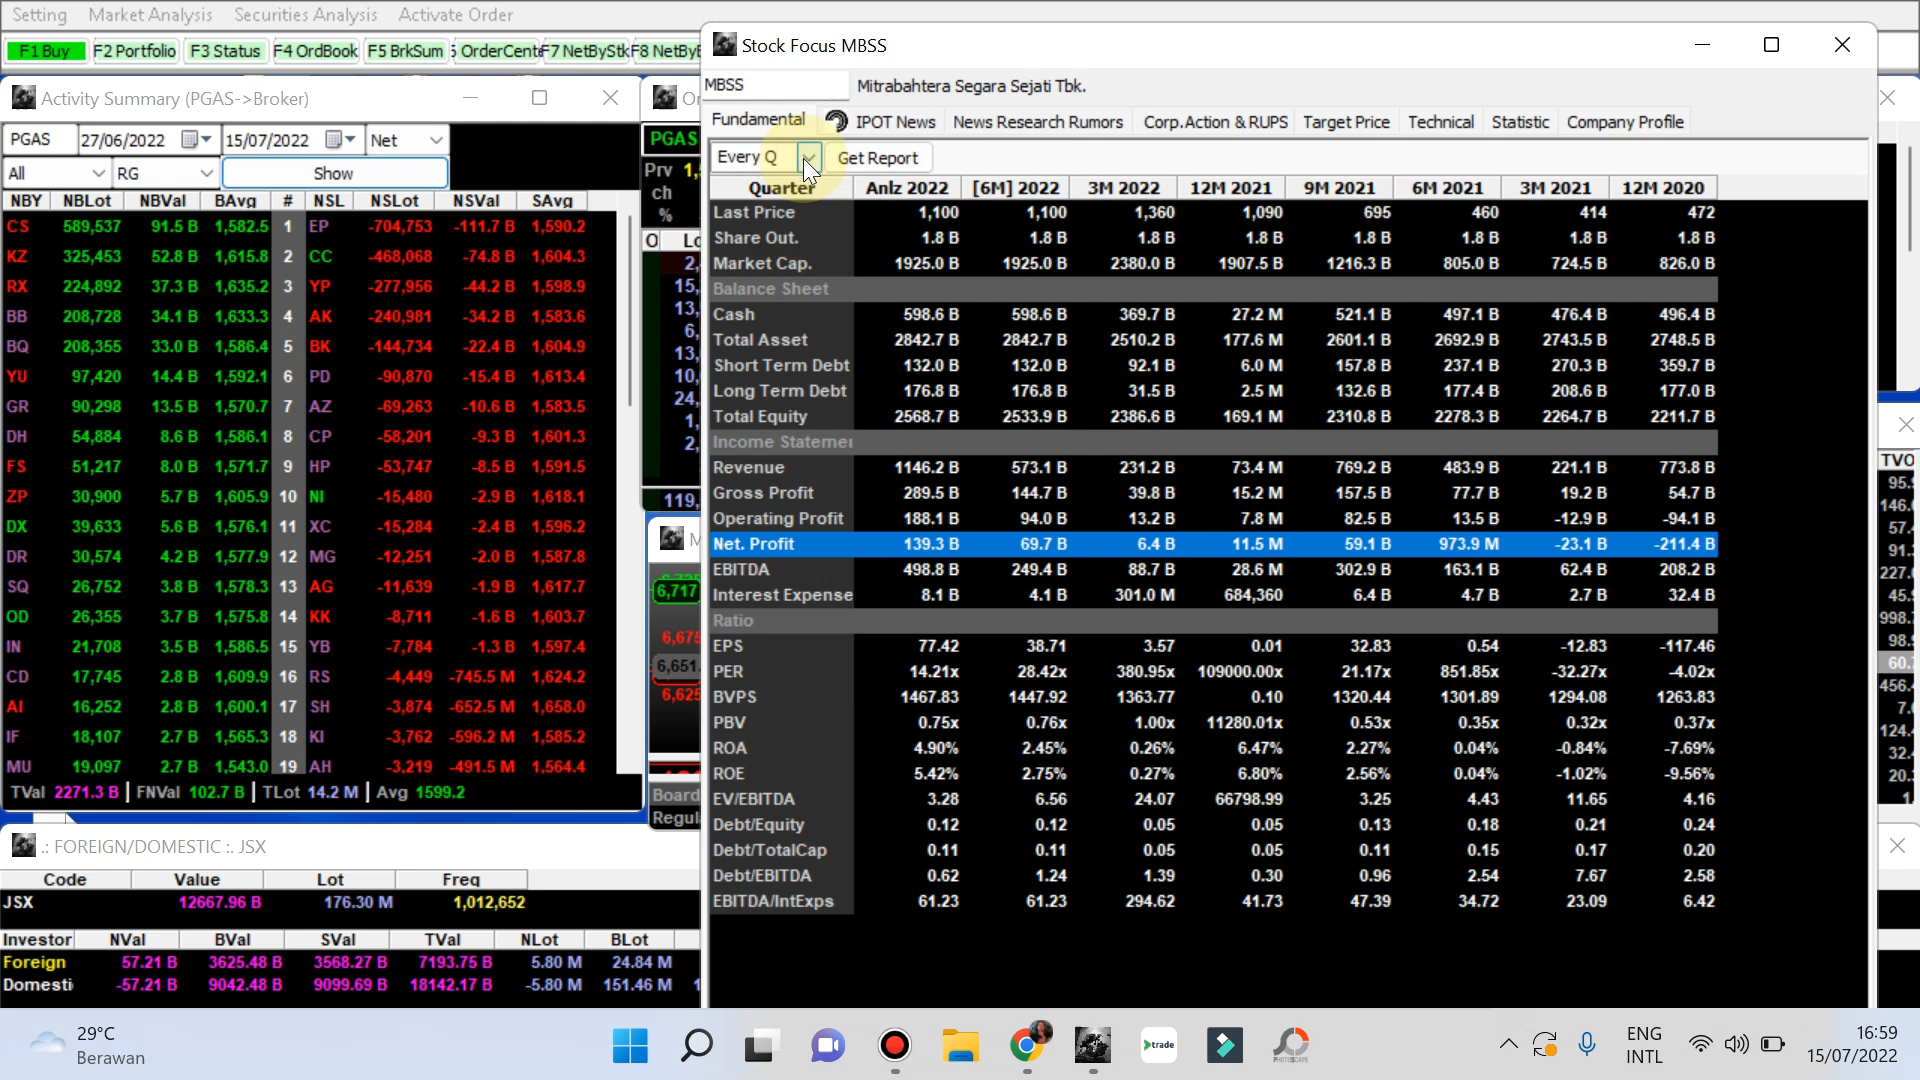 Setting Market Analysis Securities Analysis Activate Order
F1 Buy F2 Portfolio F3 Status F4 OrdBook F5 BrkSum OrderCent F7 NetByStk F8 NetByB
Activity Summary (PGAS->Broker)
PGAS 27/06/2022 15/07/2022 Net
All RG Show
NBY NBLot NBVal BAvg # NSL NSLot NSVal SAvg
CS 589,537 91.5 B 1,582.5 1 EP -704,753 -111.7 B 1,590.2
KZ 325,453 52.8 B 1,615.8 2 CC -468,068 -74.8 B 1,604.3
RX 224,892 37.3 B 1,635.2 3 YP -277,956 -44.2 B 1,598.9
BB 208,728 34.1 B 1,633.3 4 AK -240,981 -34.2 B 1,583.6
BQ 208,355 33.0 B 1,586.4 5 BK -144,734 -22.4 B 1,604.9
YU 97,420 14.4 B 1,592.1 6 PD -90,870 -15.4 B 1,613.4
GR 90,298 13.5 B 1,570.7 7 AZ -69,263 -10.6 B 1,583.5
DH 54,884 8.6 B 1,586.1 8 CP -58,201 -9.3 B 1,601.3
FS 51,217 8.0 B 1,571.7 9 HP -53,747 -8.5 B 1,591.5
ZP 30,900 5.7 B 1,605.9 10 NI -15,480 -2.9 B 1,618.1
DX 39,633 5.6 B 1,576.1 11 XC -15,284 -2.4 B 1,596.2
DR 30,574 4.2 B 1,577.9 12 MG -12,251 -2.0 B 1,587.8
SQ 26,752 3.8 B 1,578.3 13 AG -11,639 -1.9 B 1,617.7
OD 26,355 3.7 B 1,575.8 14 KK -8,711 -1.6 B 1,603.7
IN 21,708 3.5 B 1,586.5 15 YB -7,784 -1.3 B 1,597.4
CD 17,745 2.8 B 1,609.9 16 RS -4,449 -745.5 M 1,624.2
AI 16,252 2.8 B 1,600.1 17 SH -3,874 -652.5 M 1,658.0
IF 18,107 2.7 B 1,565.3 18 KI -3,762 -596.2 M 1,585.2
MU 19,097 2.7 B 1,543.0 19 AH -3,219 -491.5 M 1,564.4
TVal 2271.3 B | FNVal 102.7 B | TLot 14.2 M | Avg 1599.2
.: FOREIGN/DOMESTIC :. JSX
Code Value Lot Freq
JSX 12667.96 B 176.30 M 1,012,652
Investor NVal BVal SVal TVal NLot BLot
Foreign 57.21 B 3625.48 B 3568.27 B 7193.75 B 5.80 M 24.84 M
Domesti -57.21 B 9042.48 B 9099.69 B 18142.17 B -5.80 M 151.46 M
PGAS
Prv
ch
%
119,
6,717
6,651
Board
Regul
Stock Focus MBSS
MBSS Mitrabahtera Segara Sejati Tbk.
Fundamental IPOT News News Research Rumors Corp.Action & RUPS Target Price Technical Statistic Company Profile
Every Q Get Report
Quarter Anlz 2022 [6M] 2022 3M 2022 12M 2021 9M 2021 6M 2021 3M 2021 12M 2020
Last Price 1,100 1,100 1,360 1,090 695 460 414 472
Share Out. 1.8 B 1.8 B 1.8 B 1.8 B 1.8 B 1.8 B 1.8 B 1.8 B
Market Cap. 1925.0 B 1925.0 B 2380.0 B 1907.5 B 1216.3 B 805.0 B 724.5 B 826.0 B
Balance Sheet
Cash 598.6 B 598.6 B 369.7 B 27.2 M 521.1 B 497.1 B 476.4 B 496.4 B
Total Asset 2842.7 B 2842.7 B 2510.2 B 177.6 M 2601.1 B 2692.9 B 2743.5 B 2748.5 B
Short Term Debt 132.0 B 132.0 B 92.1 B 6.0 M 157.8 B 237.1 B 270.3 B 359.7 B
Long Term Debt 176.8 B 176.8 B 31.5 B 2.5 M 132.6 B 177.4 B 208.6 B 177.0 B
Total Equity 2568.7 B 2533.9 B 2386.6 B 169.1 M 2310.8 B 2278.3 B 2264.7 B 2211.7 B
Income Statemen
Revenue 1146.2 B 573.1 B 231.2 B 73.4 M 769.2 B 483.9 B 221.1 B 773.8 B
Gross Profit 289.5 B 144.7 B 39.8 B 15.2 M 157.5 B 77.7 B 19.2 B 54.7 B
Operating Profit 188.1 B 94.0 B 13.2 B 7.8 M 82.5 B 13.5 B -12.9 B -94.1 B
Net. Profit 139.3 B 69.7 B 6.4 B 11.5 M 59.1 B 973.9 M -23.1 B -211.4 B
EBITDA 498.8 B 249.4 B 88.7 B 28.6 M 302.9 B 163.1 B 62.4 B 208.2 B
Interest Expense 8.1 B 4.1 B 301.0 M 684,360 6.4 B 4.7 B 2.7 B 32.4 B
Ratio
EPS 77.42 38.71 3.57 0.01 32.83 0.54 -12.83 -117.46
PER 14.21x 28.42x 380.95x 109000.00x 21.17x 851.85x -32.27x -4.02x
BVPS 1467.83 1447.92 1363.77 0.10 1320.44 1301.89 1294.08 1263.83
PBV 0.75x 0.76x 1.00x 11280.01x 0.53x 0.35x 0.32x 0.37x
ROA 4.90% 2.45% 0.26% 6.47% 2.27% 0.04% -0.84% -7.69%
ROE 5.42% 2.75% 0.27% 6.80% 2.56% 0.04% -1.02% -9.56%
EV/EBITDA 3.28 6.56 24.07 66798.99 3.25 4.43 11.65 4.16
Debt/Equity 0.12 0.12 0.05 0.05 0.13 0.18 0.21 0.24
Debt/TotalCap 0.11 0.11 0.05 0.05 0.11 0.15 0.17 0.20
Debt/EBITDA 0.62 1.24 1.39 0.30 0.96 2.54 7.67 2.58
EBITDA/IntExps 61.23 61.23 294.62 41.73 47.39 34.72 23.09 6.42
TVO
29°C
Berawan
trade
PHOTOSCAPE
ENG
INTL
16:59
15/07/2022